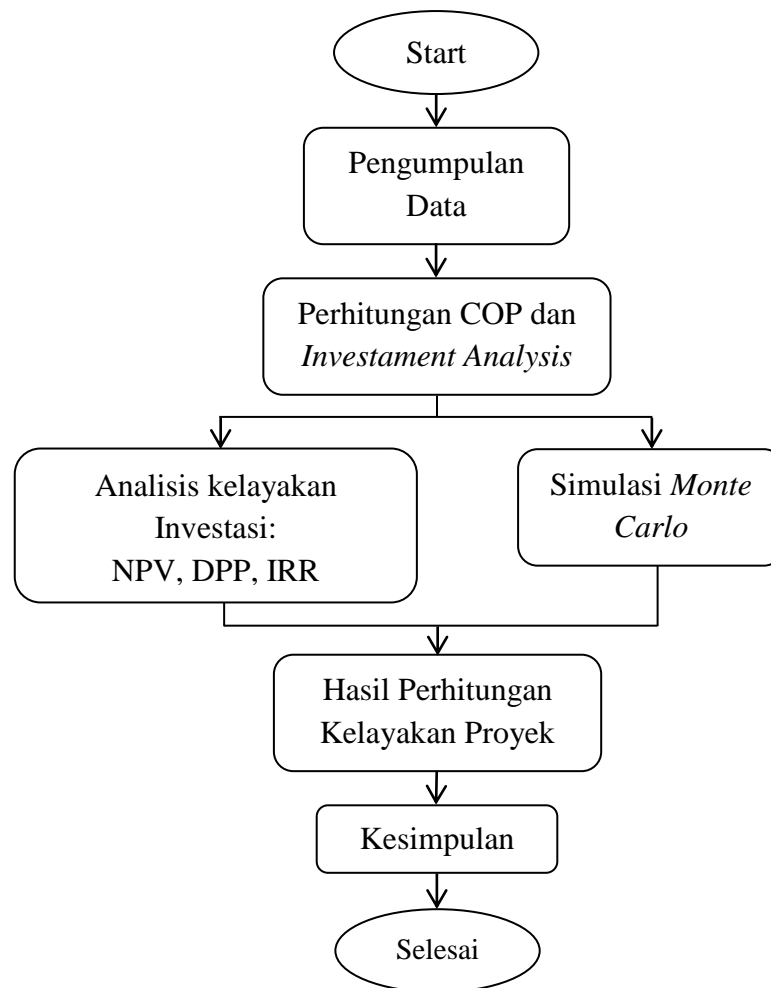 Start
Pengumpulan
Data
Perhitungan COP dan
Investament Analysis
Analisis kelayakan
Investasi:
NPV, DPP, IRR
Simulasi Monte
Carlo
Hasil Perhitungan
Kelayakan Proyek
Kesimpulan
Selesai